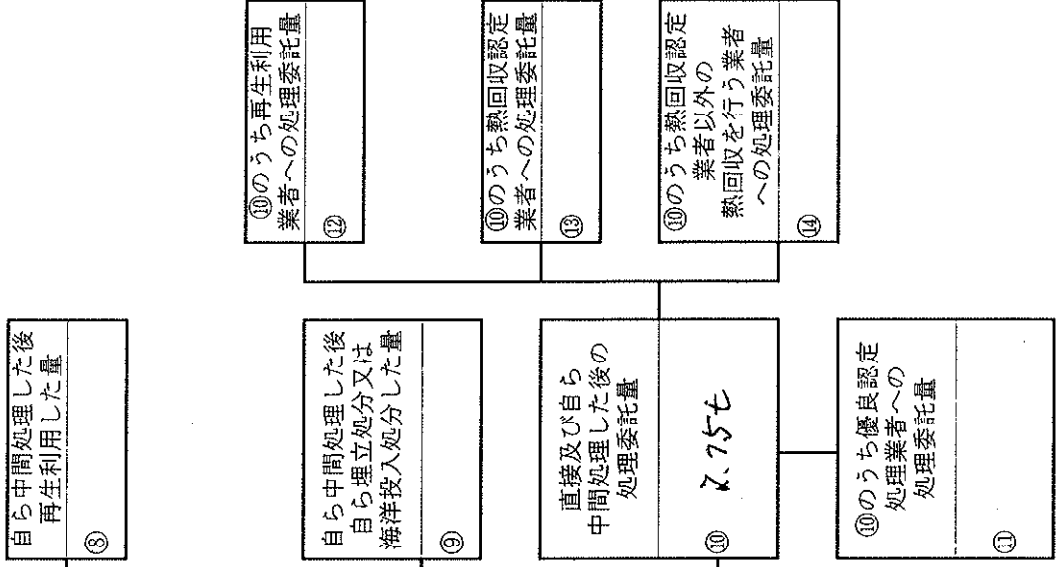 自ら中間処理した後
再生利用した量
⑧
自ら中間処理した後
自ら埋立処分又は
海洋投入処分した量
⑨
直接及び自ら
中間処理した後の
処理委託量
⑩
.75t
⑩のうち優良認定
処理業者への
処理委託量
⑪
⑩のうち再生利用
業者への処理委託量
⑫
⑩のうち熱回収認定
業者への処理委託量
⑬
⑩のうち熱回収認定
業者以外の
熱回収を行う業者
への処理委託量
⑭